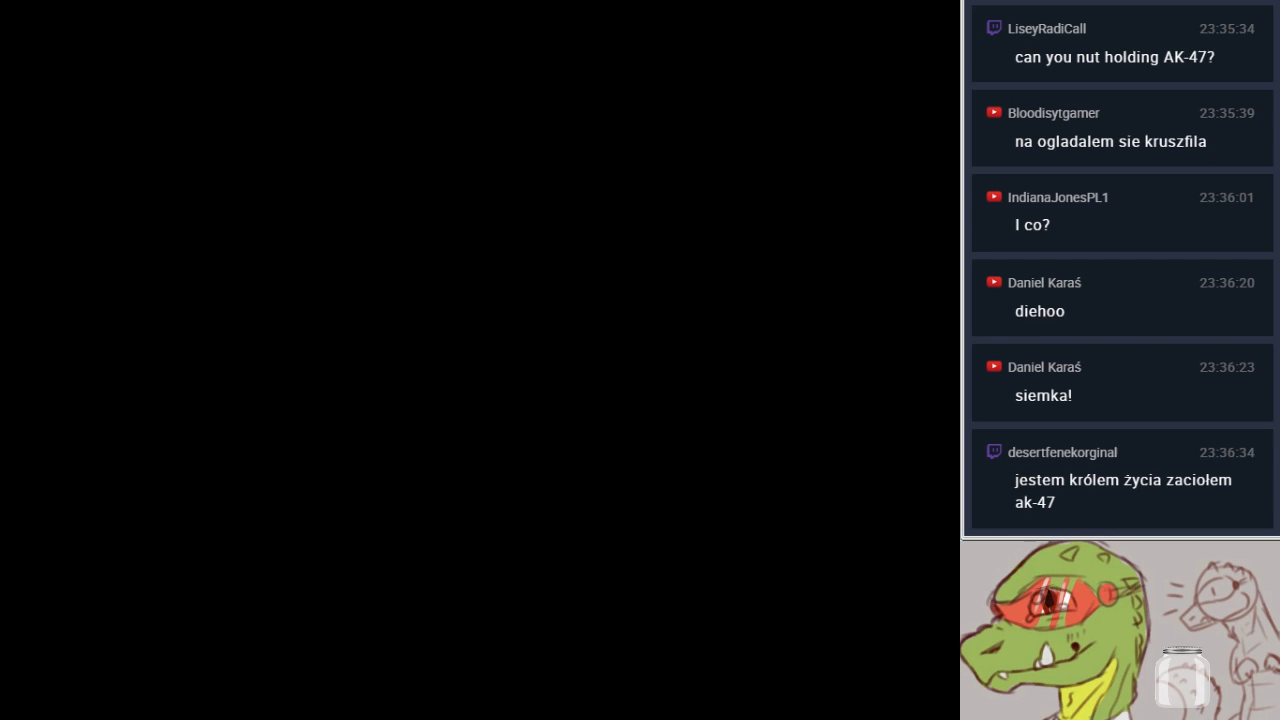 LiseyRadiCall 23:35:34
can you nut holding AK-47?
Bloodisytgamer 23:35:39
na ogladalem sie kruszfila
IndianaJonesPL1 23:36:01
I co?
Daniel Karaś 23:36:20
diehoo
Daniel Karaś 23:36:23
siemka!
desertfenekorginal 23:36:34
jestem królem życia zaciołem
ak-47